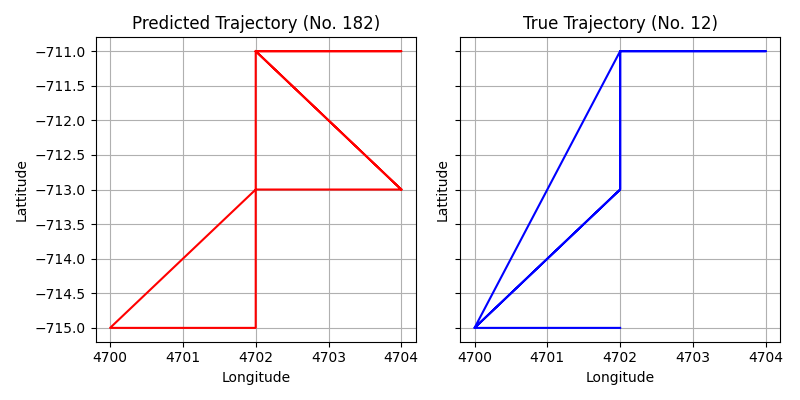 Predicted Trajectory (No. 182)
True Trajectory (No. 12)
−711.0
−711.5
−712.0
−712.5
−713.0
−713.5
−714.0
−714.5
−715.0
Lattitude
Lattitude
4700 4701 4702 4703 4704
4700 4701 4702 4703 4704
Longitude
Longitude